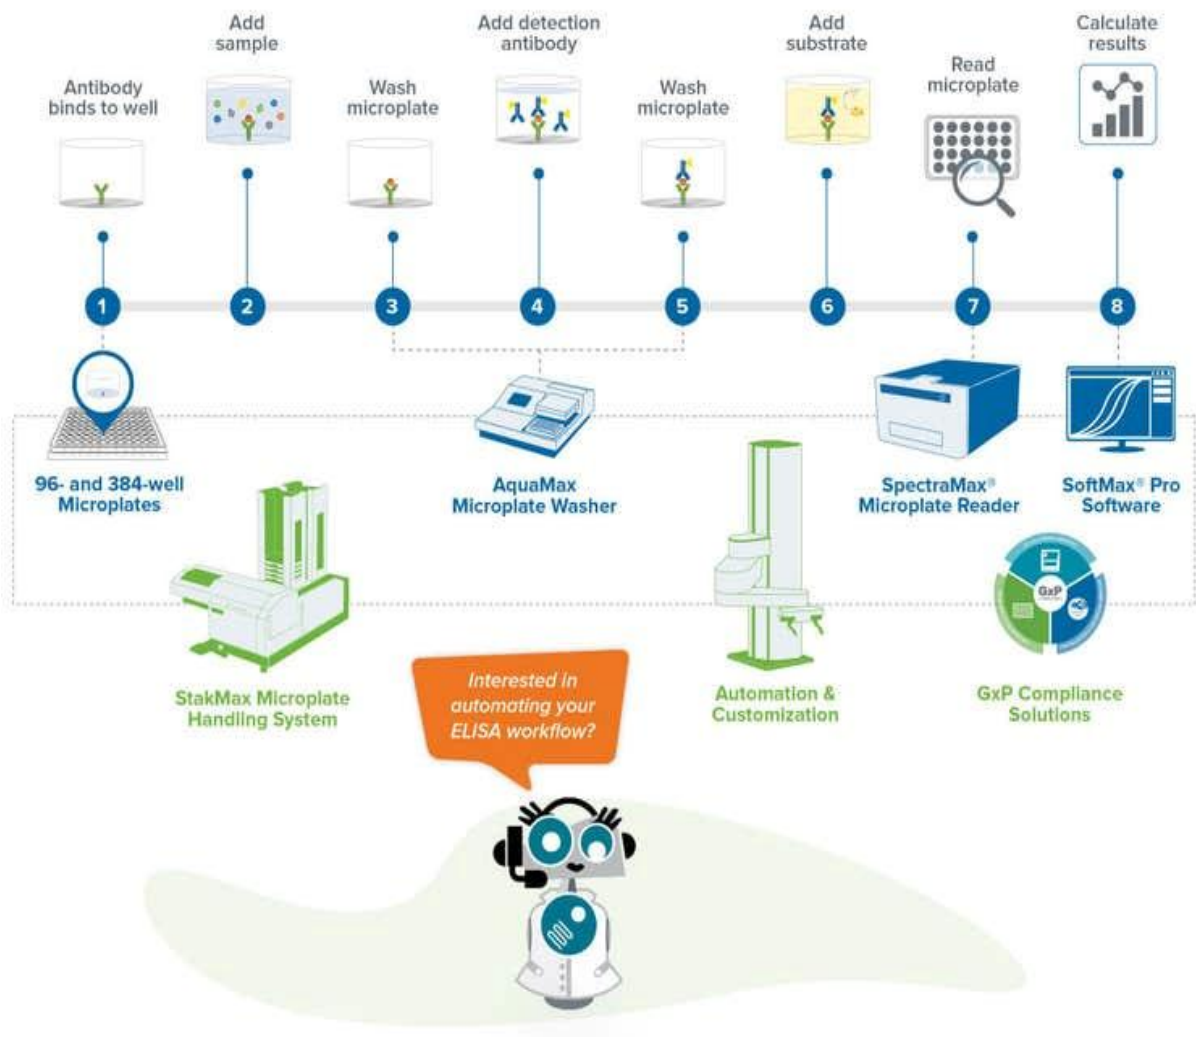 Add
sample
Add detection
antibody
Add
substrate
Calculate
results
Antibody
binds to well
Wash
microplate
Wash
microplate
Read
microplate
1
2
3
4
5
6
7
8
96- and 384-well
Microplates
AquaMax
Microplate Washer
SpectraMax®
Microplate Reader
SoftMax® Pro
Software
GxP
StakMax Microplate
Handling System
Interested in
automating your
ELISA workflow?
Automation &
Customization
GxP Compliance
Solutions